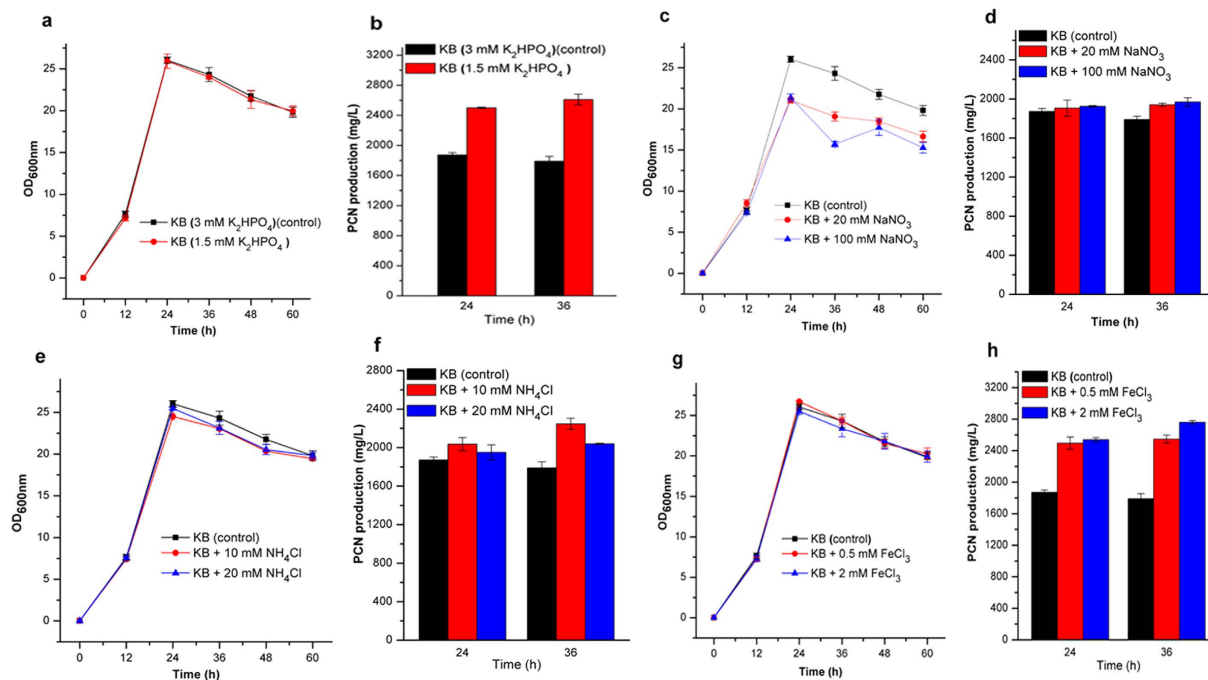 a
OD600nm
25
20
15
10
5
0
KB (3 mM K2HPO4)(control)
KB (1.5 mM K2HPO4 )
0 12 24 36 48 60
Time (h)
b
PCN production (mg/L)
3200
2800
2400
2000
1600
1200
800
400
0
KB (3 mM K2HPO4)(control)
KB (1.5 mM K2HPO4 )
24 36
Time (h)
c
OD600nm
25
20
15
10
5
0
KB (control)
KB + 20 mM NaNO3
KB + 100 mM NaNO3
0 12 24 36 48 60
Time (h)
d
PCN production (mg/L)
2400
2000
1600
1200
800
400
0
KB (control)
KB + 20 mM NaNO3
KB + 100 mM NaNO3
24 36
Time (h)
e
OD600nm
25
20
15
10
5
0
KB (control)
KB + 10 mM NH4Cl
KB + 20 mM NH4Cl
0 12 24 36 48 60
Time (h)
f
PCN production (mg/L)
2800
2400
2000
1600
1200
800
400
0
KB (control)
KB + 10 mM NH4Cl
KB + 20 mM NH4Cl
24 36
Time (h)
g
OD600nm
25
20
15
10
5
0
KB (control)
KB + 0.5 mM FeCl3
KB + 2 mM FeCl3
0 12 24 36 48 60
Time (h)
h
PCN production (mg/L)
3200
2800
2400
2000
1600
1200
800
400
0
KB (control)
KB + 0.5 mM FeCl3
KB + 2 mM FeCl3
24 36
Time (h)